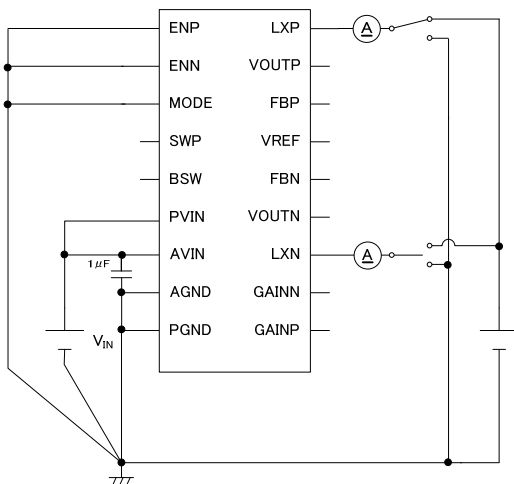 ENP LXP A
ENN VOUTP
MODE FBP
SWP VREF
BSW FBN
PVIN VOUTN
AVIN LXN A
1μF
AGND GAINN
PGND GAINP
VIN